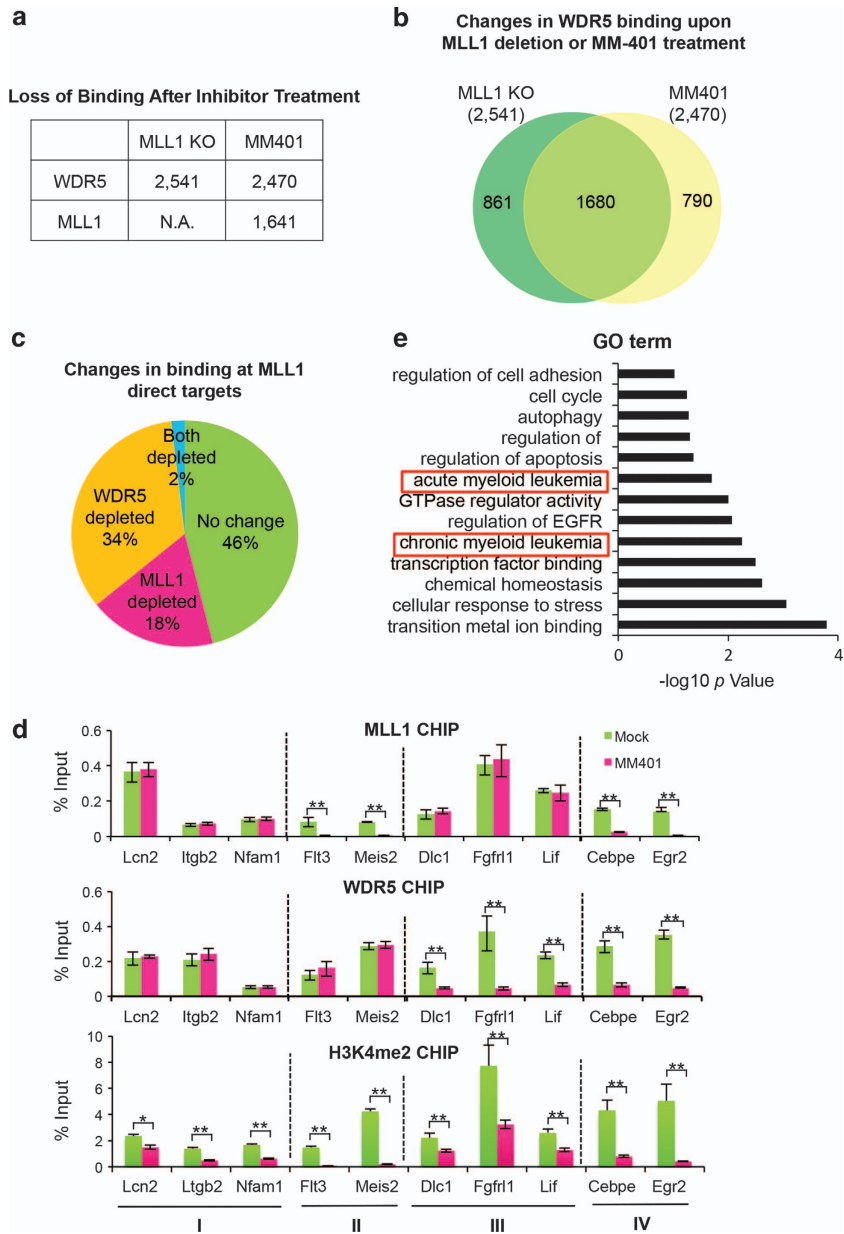 a
Loss of Binding After Inhibitor Treatment
MLL1 KO MM401
WDR5 2,541 2,470
MLL1 N.A. 1,641
b
Changes in WDR5 binding upon
MLL1 deletion or MM-401 treatment
MLL1 KO
(2,541)
MM401
(2,470)
861 1680 790
c
Changes in binding at MLL1
direct targets
Both
depleted
2%
WDR5
depleted
34%
No change
46%
MLL1
depleted
18%
e
GO term
regulation of cell adhesion
cell cycle
autophagy
regulation of
regulation of apoptosis
acute myeloid leukemia
GTPase regulator activity
regulation of EGFR
chronic myeloid leukemia
transcription factor binding
chemical homeostasis
cellular response to stress
transition metal ion binding
0 2 4
-log10 p Value
d
MLL1 CHIP
Mock
MM401
% Input
0.6
0.4
0.2
0
** ** ** **
Lcn2 Itgb2 Nfam1 Flt3 Meis2 Dlc1 Fgfrl1 Lif Cebpe Egr2
WDR5 CHIP
% Input
0.6
0.4
0.2
0
** ** ** ** **
Lcn2 Itgb2 Nfam1 Flt3 Meis2 Dlc1 Fgfrl1 Lif Cebpe Egr2
H3K4me2 CHIP
% Input
10
8
6
4
2
0
* ** ** ** ** ** ** ** ** **
Lcn2 Ltgb2 Nfam1 Flt3 Meis2 Dlc1 Fgfrl1 Lif Cebpe Egr2
I II III IV